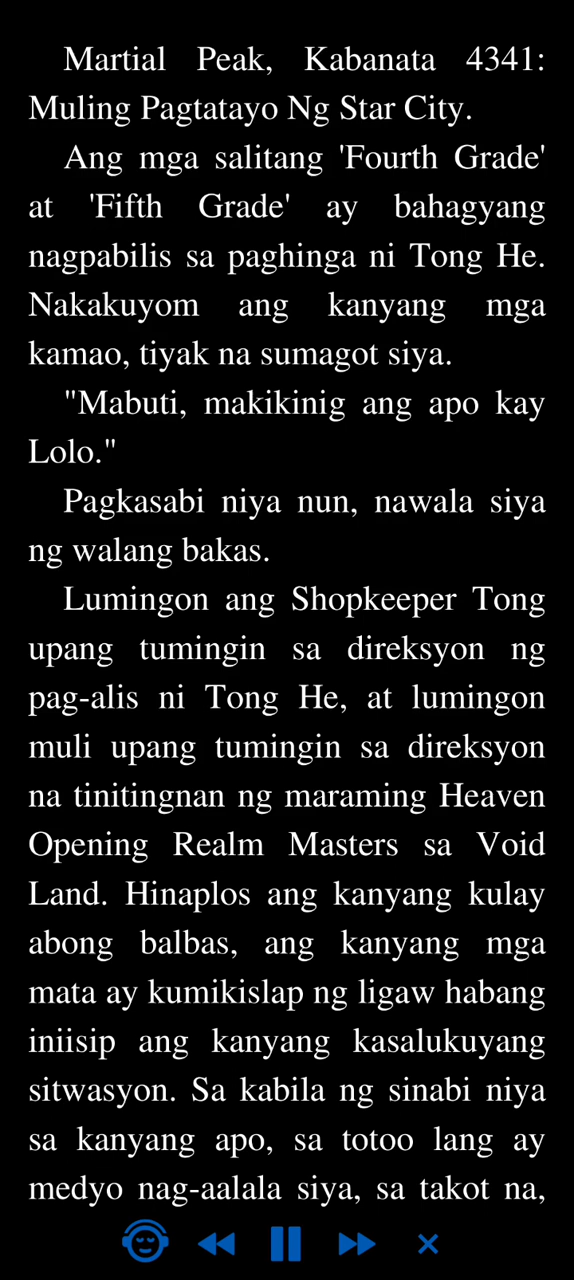 Martial Peak, Kabanata 4341:
Muling Pagtatayo Ng Star City.
Ang mga salitang 'Fourth Grade'
at 'Fifth Grade' ay bahagyang
nagpabilis sa paghinga ni Tong He.
Nakakuyom ang kanyang mga
kamao, tiyak na sumagot siya.
"Mabuti, makikinig ang apo kay
Lolo."
Pagkasabi niya nun, nawala siya
ng walang bakas.
Lumingon ang Shopkeeper Tong
upang tumingin sa direksyon ng
pag-alis ni Tong He, at lumingon
muli upang tumingin sa direksyon
na tinitingnan ng maraming Heaven
Opening Realm Masters sa Void
Land. Hinaplos ang kanyang kulay
abong balbas, ang kanyang mga
mata ay kumikislap ng ligaw habang
iniisip ang kanyang kasalukuyang
sitwasyon. Sa kabila ng sinabi niya
sa kanyang apo, sa totoo lang ay
medyo nag-aalala siya, sa takot na,